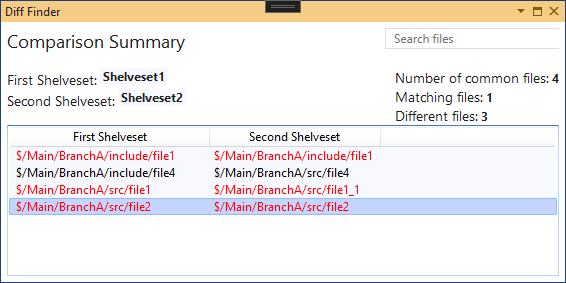 Diff Finder
Comparison Summary
Search files
First Shelveset: Shelveset1
Second Shelveset: Shelveset2
Number of common files: 4
Matching files: 1
Different files: 3
First Shelveset Second Shelveset
$/Main/BranchA/include/file1 $/Main/BranchA/include/file1
$/Main/BranchA/include/file4 $/Main/BranchA/src/file4
$/Main/BranchA/src/file1 $/Main/BranchA/src/file1_1
$/Main/BranchA/src/file2 $/Main/BranchA/src/file2